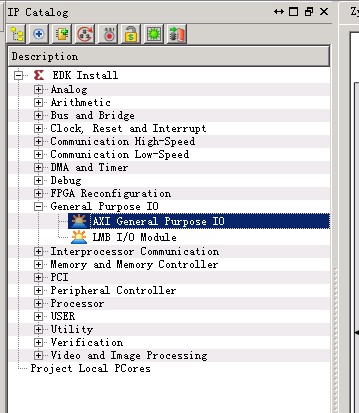 IP Catalog
Zy
Description
EDK Install
Analog
Arithmetic
Bus and Bridge
Clock, Reset and Interrupt
Communication High-Speed
Communication Low-Speed
DMA and Timer
Debug
FPGA Reconfiguration
General Purpose IO
AXI General Purpose IO
LMB I/O Module
Interprocessor Communication
Memory and Memory Controller
PCI
Peripheral Controller
Processor
USER
Utility
Verification
Video and Image Processing
Project Local PCores